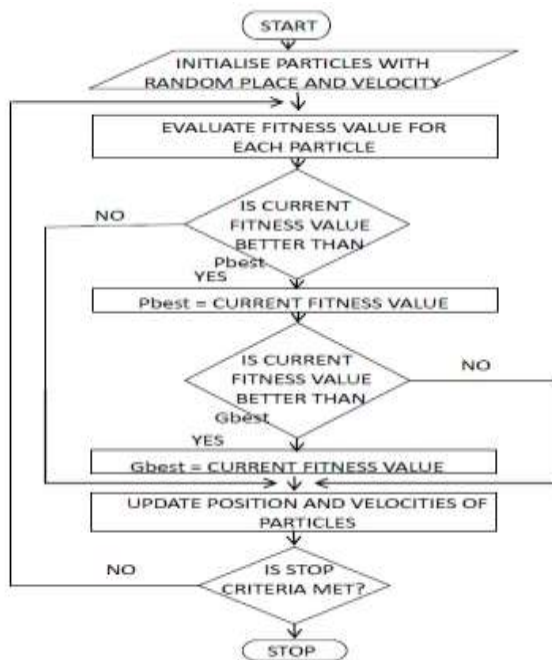 START
INITIALISE PARTICLES WITH
RANDOM PLACE AND VELOCITY
EVALUATE FITNESS VALUE FOR
EACH PARTICLE
NO
IS CURRENT
FITNESS VALUE
BETTER THAN
Pbest
YES
Pbest = CURRENT FITNESS VALUE
IS CURRENT
FITNESS VALUE
BETTER THAN
Gbest
NO
YES
Gbest = CURRENT FITNESS VALUE
UPDATE POSITION AND VELOCITIES OF
PARTICLES
NO
IS STOP
CRITERIA MET?
STOP